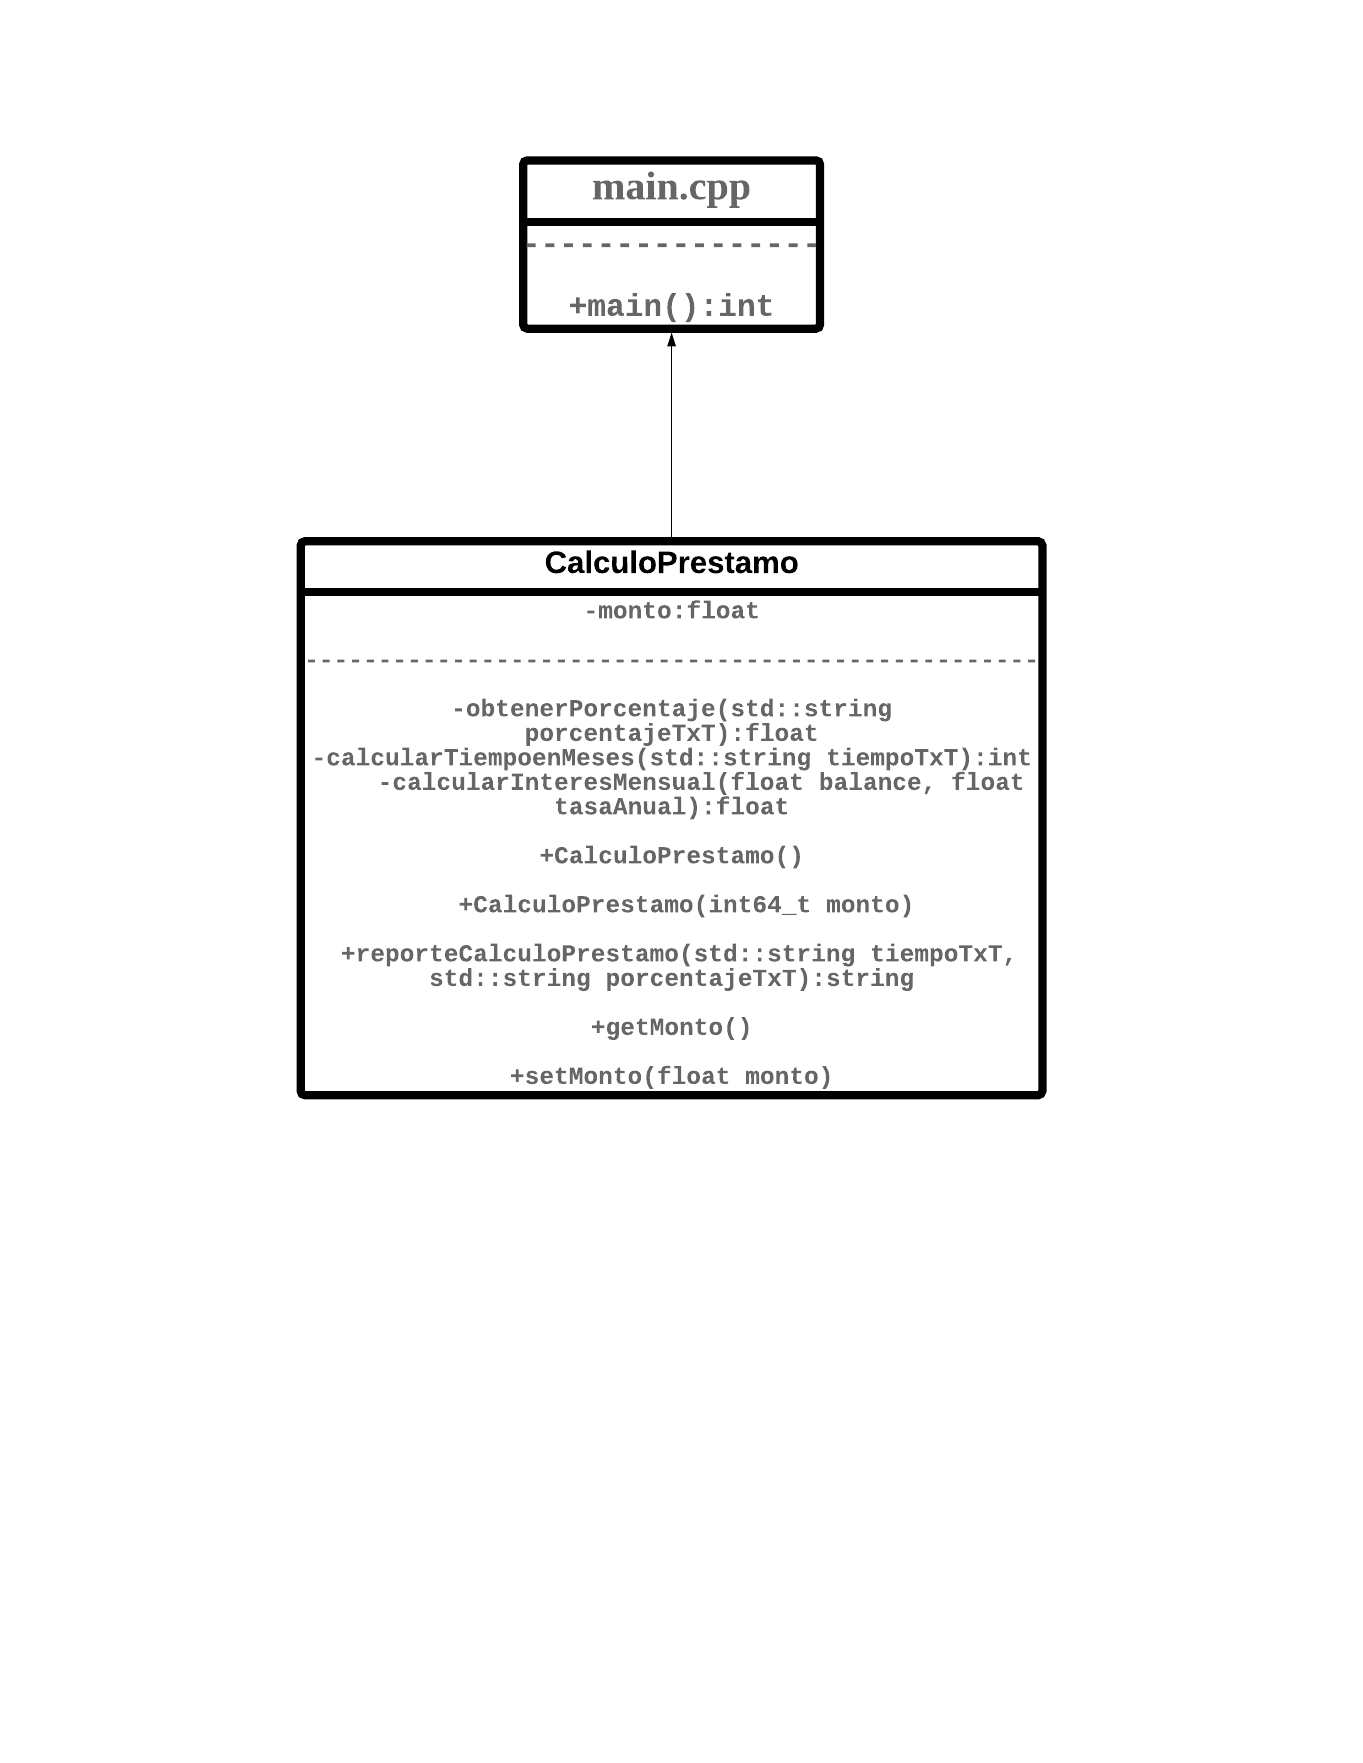 main.cpp
----------------
+main():int
CalculoPrestamo
-monto:float
--------------------------------------------------
-obtenerPorcentaje(std::string
porcentajeTxT):float
-calcularTiempoenMeses(std::string tiempoTxT):int
-calcularInteresMensual(float balance, float
tasaAnual):float
+CalculoPrestamo()
+CalculoPrestamo(int64_t monto)
+reporteCalculoPrestamo(std::string tiempoTxT,
std::string porcentajeTxT):string
+getMonto()
+setMonto(float monto)